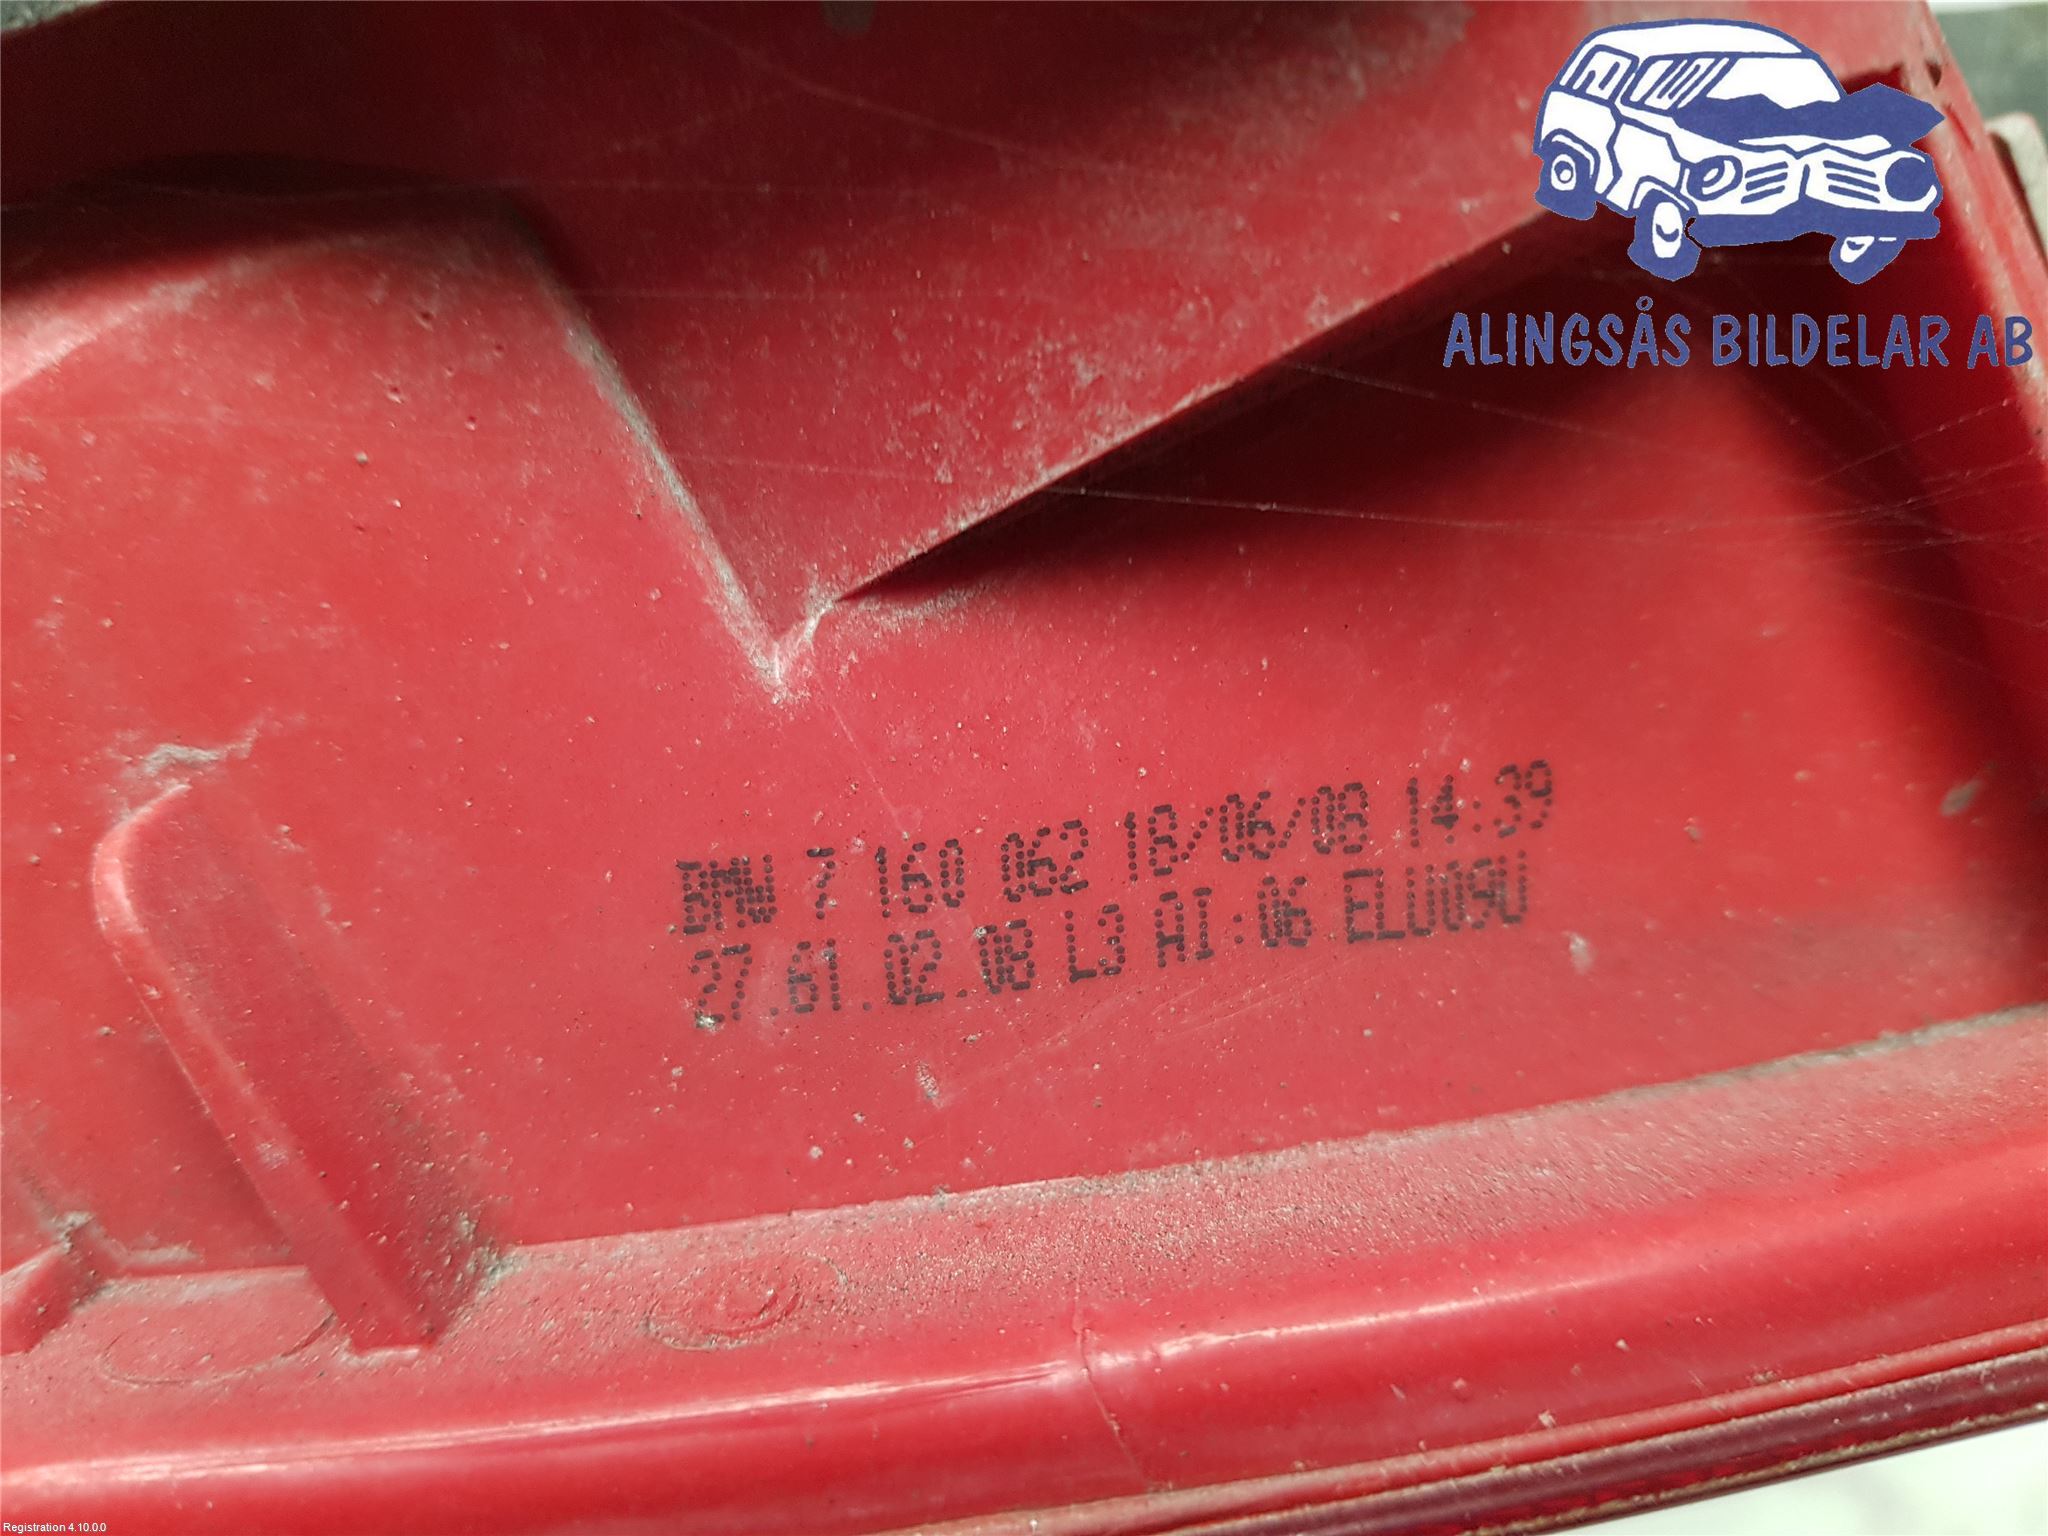 ALINGSÅS BILDELAR AB
BMW 7 160 062 18/06/08 14:39
27.61.02.08 L3 AI:06 ELW09U
Registration 4.10.0.0